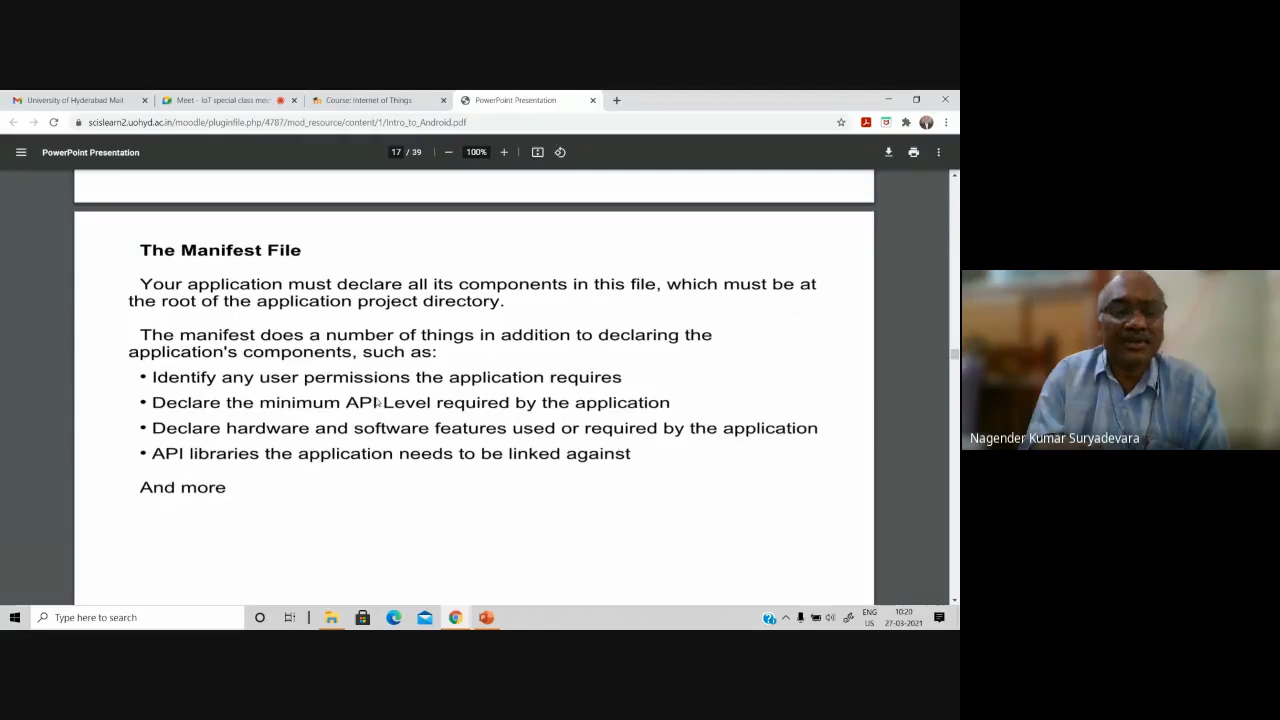 University of Hyderabad Mail
Meet - IoT special class mee
Course: Internet of Things
PowerPoint Presentation
scislearn2.uohyd.ac.in/moodle/pluginfile.php/4787/mod_resource/content/1/Intro_to_Android.pdf
PowerPoint Presentation
17 / 39
100%
The Manifest File
Your application must declare all its components in this file, which must be at
the root of the application project directory.
The manifest does a number of things in addition to declaring the
application's components, such as:
• Identify any user permissions the application requires
• Declare the minimum API Level required by the application
• Declare hardware and software features used or required by the application
• API libraries the application needs to be linked against
And more
Nagender Kumar Suryadevara
Type here to search
ENG
US
10:20
27-03-2021